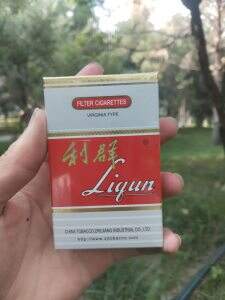 FILTER CIGARETTES
VIRGINIA TYPE
利群
®
Liqun
CHINA TOBACCO ZHEJIANG INDUSTRIAL CO., LTD.